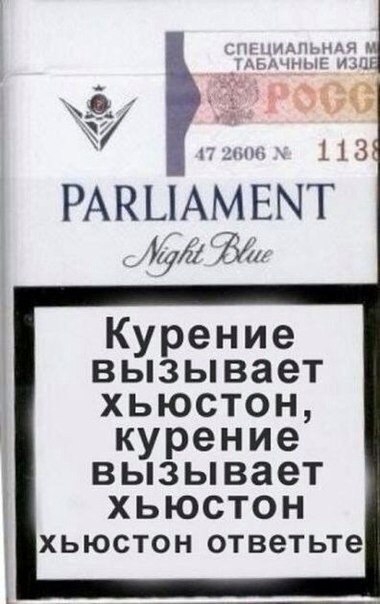 СПЕЦИАЛЬНАЯ М
ТАБАЧНЫЕ ИЗДЕ
РОСС
47 2606 № 1138
PARLIAMENT
Night Blue
Курение
вызывает
хьюстон,
курение
вызывает
хьюстон
хьюстон ответьте